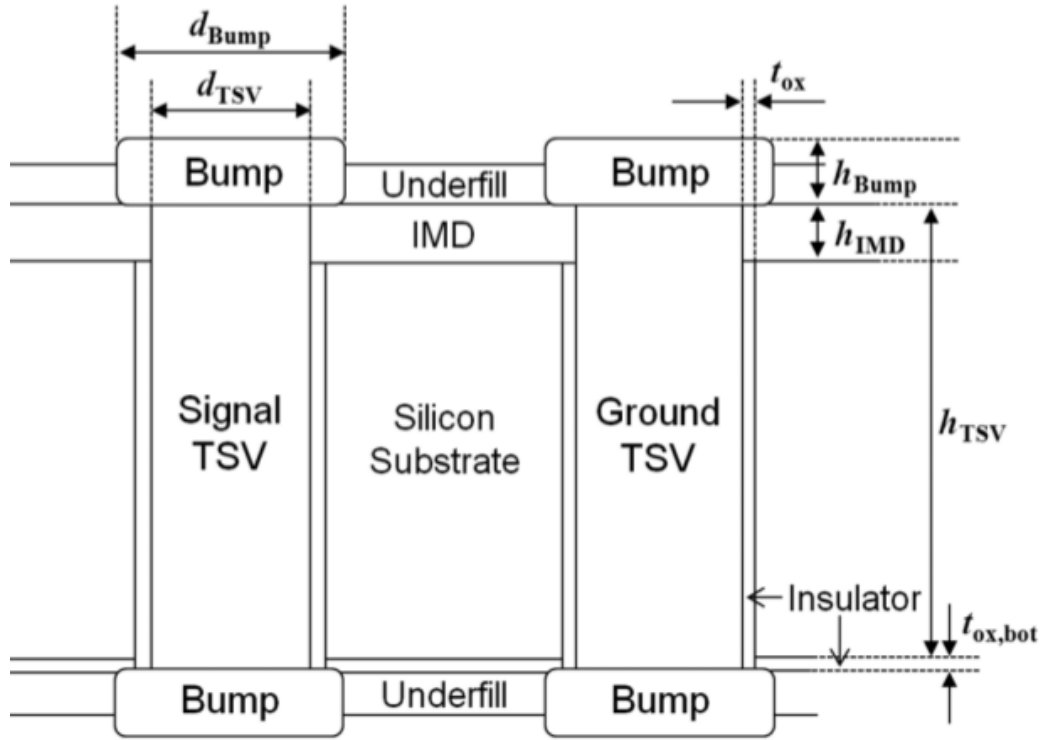 d_Bump
d_TSV
t_ox
Bump
Underfill
Bump
h_Bump
IMD
h_IMD
Signal
TSV
Silicon
Substrate
Ground
TSV
h_TSV
Insulator
t_ox,bot
Bump
Underfill
Bump